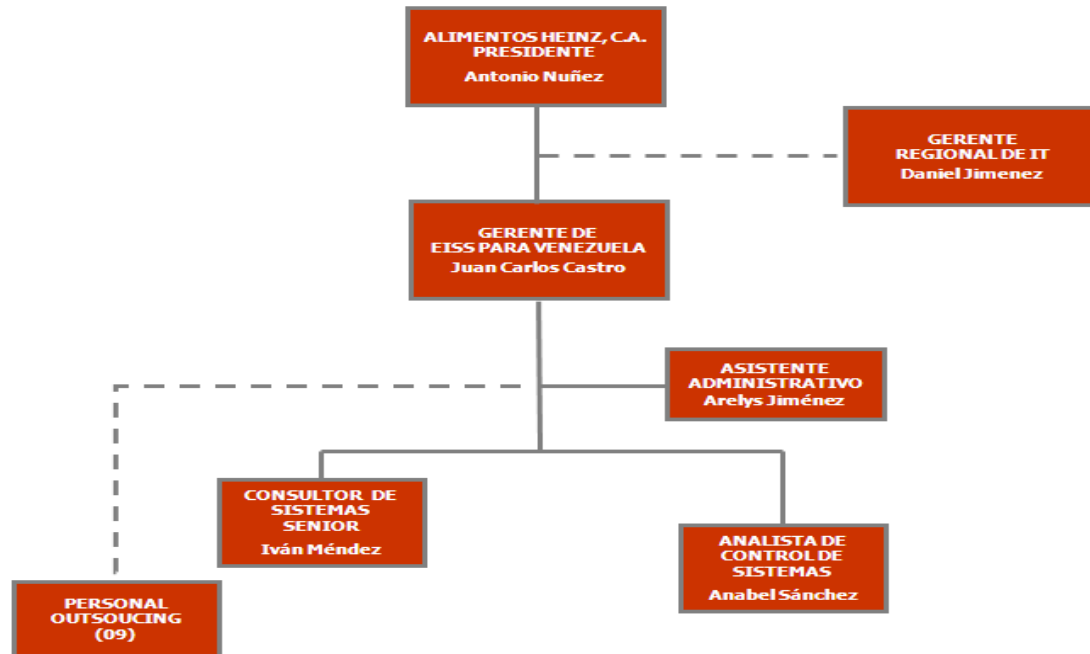 ALIMENTOS HEINZ, C.A.
PRESIDENTE
Antonio Nuñez
GERENTE
REGIONAL DE IT
Daniel Jimenez
GERENTE DE
EISS PARA VENEZUELA
Juan Carlos Castro
ASISTENTE
ADMINISTRATIVO
Arelys Jiménez
CONSULTOR DE
SISTEMAS
SENIOR
Iván Méndez
ANALISTA DE
CONTROL DE
SISTEMAS
Anabel Sánchez
PERSONAL
OUTSOUCING
(09)